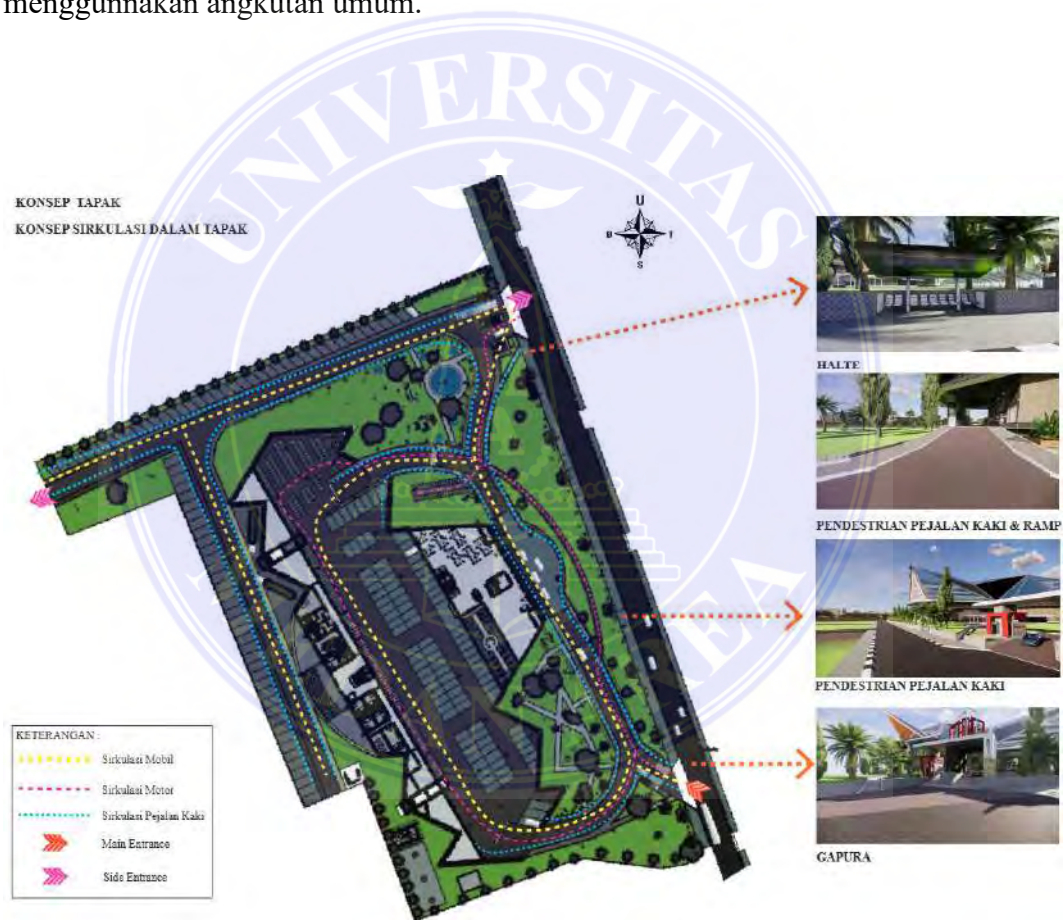 menggunnakan angkutan umum.
UNIVERSITAS
KONSEP TAPAK
KONSEP SIRKULASI DALAM TAPAK
U
B
T
S
HALTE
PENDESTRIAN PEJALAN KAKI & RAMP
PENDESTRIAN PEJALAN KAKI
GAPURA
KETERANGAN :
Sirkulasi Mobil
Sirkulasi Motor
Sirkulasi Pejalan Kaki
Main Entrance
Side Entrance